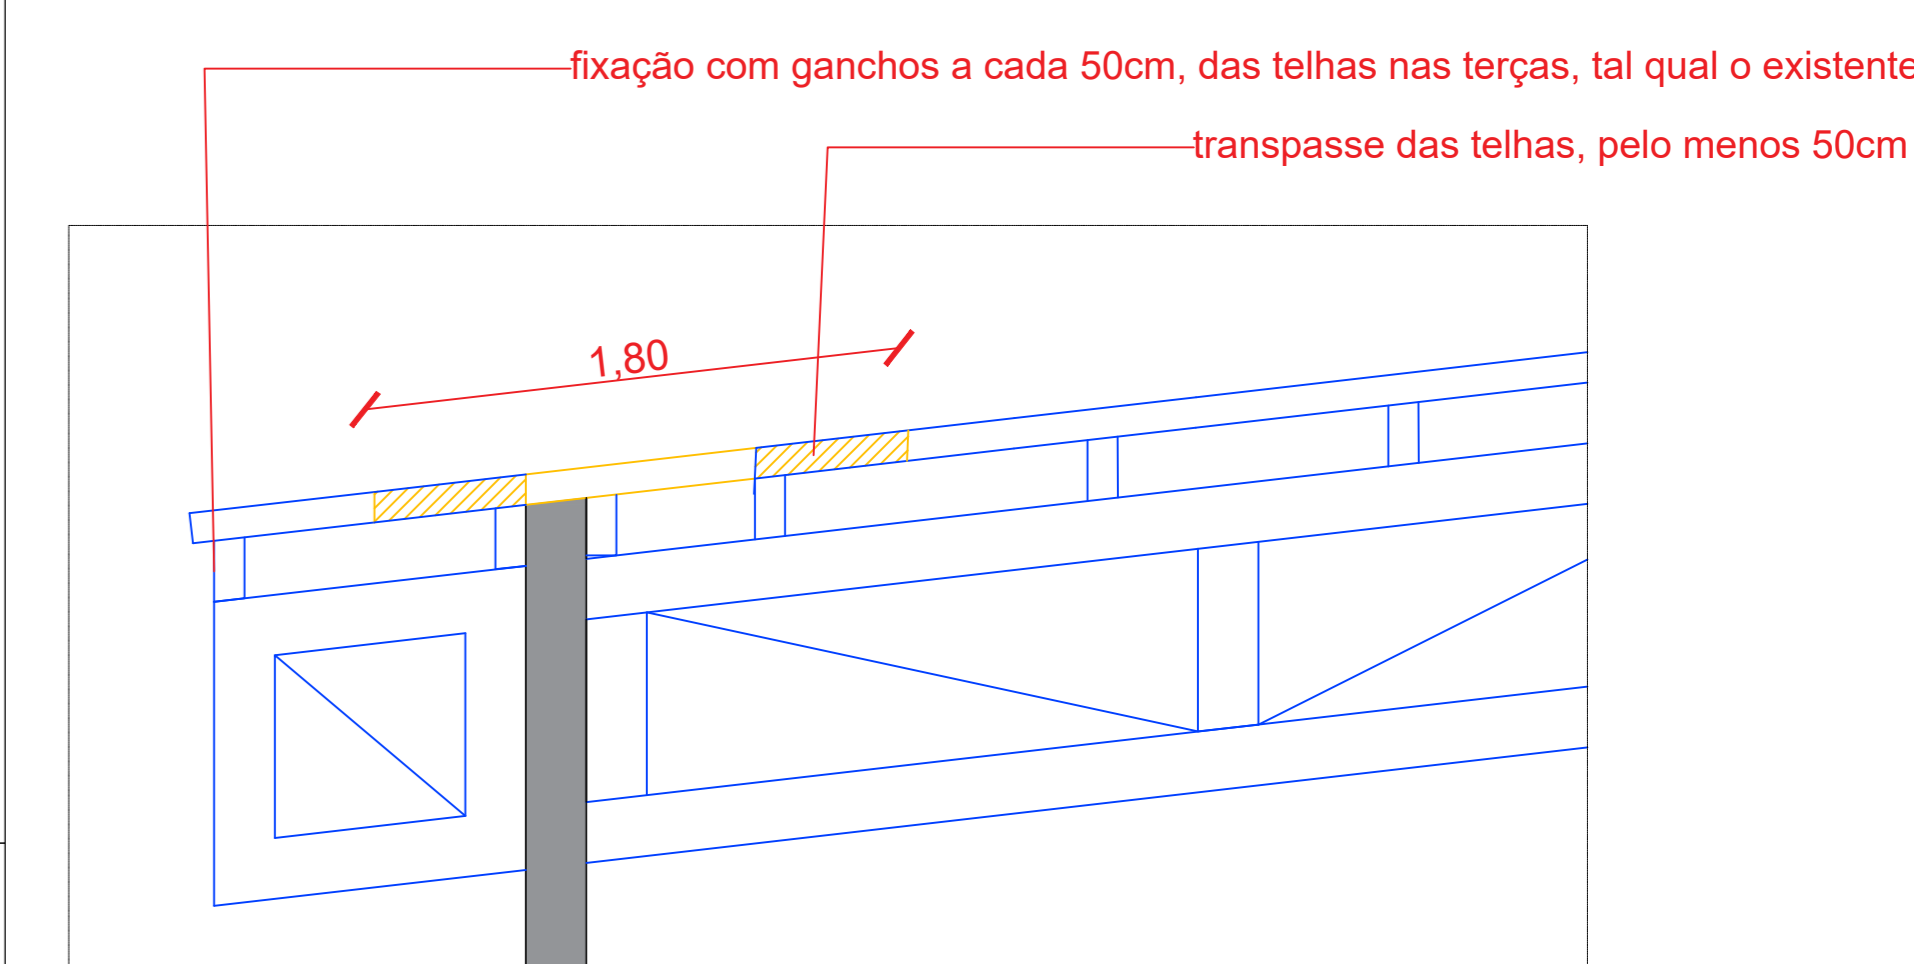 fixação com ganchos a cada 50cm, das telhas nas terças, tal qual o existente
transpasse das telhas, pelo menos 50cm
1,80